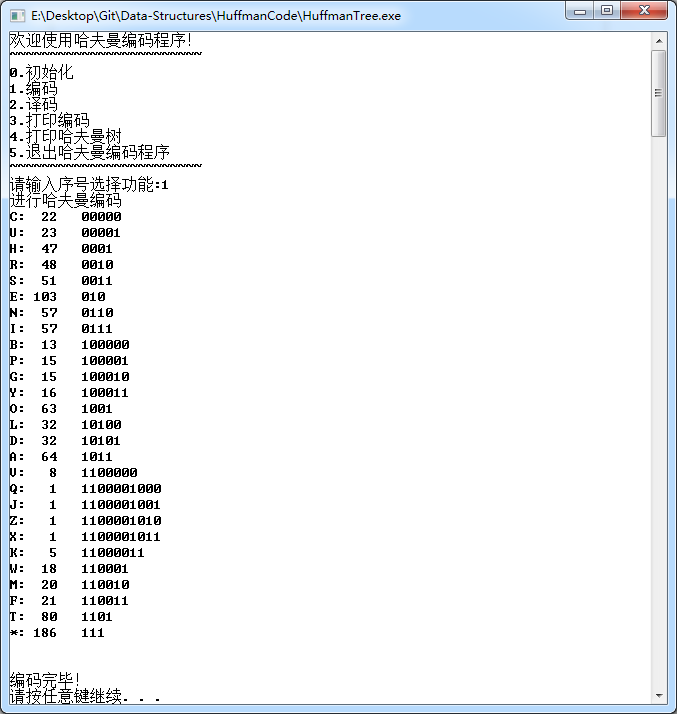 E:\Desktop\Git\Data-Structures\HuffmanCode\HuffmanTree.exe
欢迎使用哈夫曼编码程序!
~~~~~~~~~~~~~~~~~~~~~~~~
0.初始化
1.编码
2.译码
3.打印编码
4.打印哈夫曼树
5.退出哈夫曼编码程序
~~~~~~~~~~~~~~~~~~~~~~~~
请输入序号选择功能:1
进行哈夫曼编码
C:  22   00000
U:  23   00001
H:  47   0001
R:  48   0010
S:  51   0011
E: 103   010
N:  57   0110
I:  57   0111
B:  13   100000
P:  15   100001
G:  15   100010
Y:  16   100011
O:  63   1001
L:  32   10100
D:  32   10101
A:  64   1011
V:   8   1100000
Q:   1   1100001000
J:   1   1100001001
Z:   1   1100001010
X:   1   1100001011
K:   5   11000011
W:  18   110001
M:  20   110010
F:  21   110011
T:  80   1101
*: 186   111
编码完毕!
请按任意键继续. . .